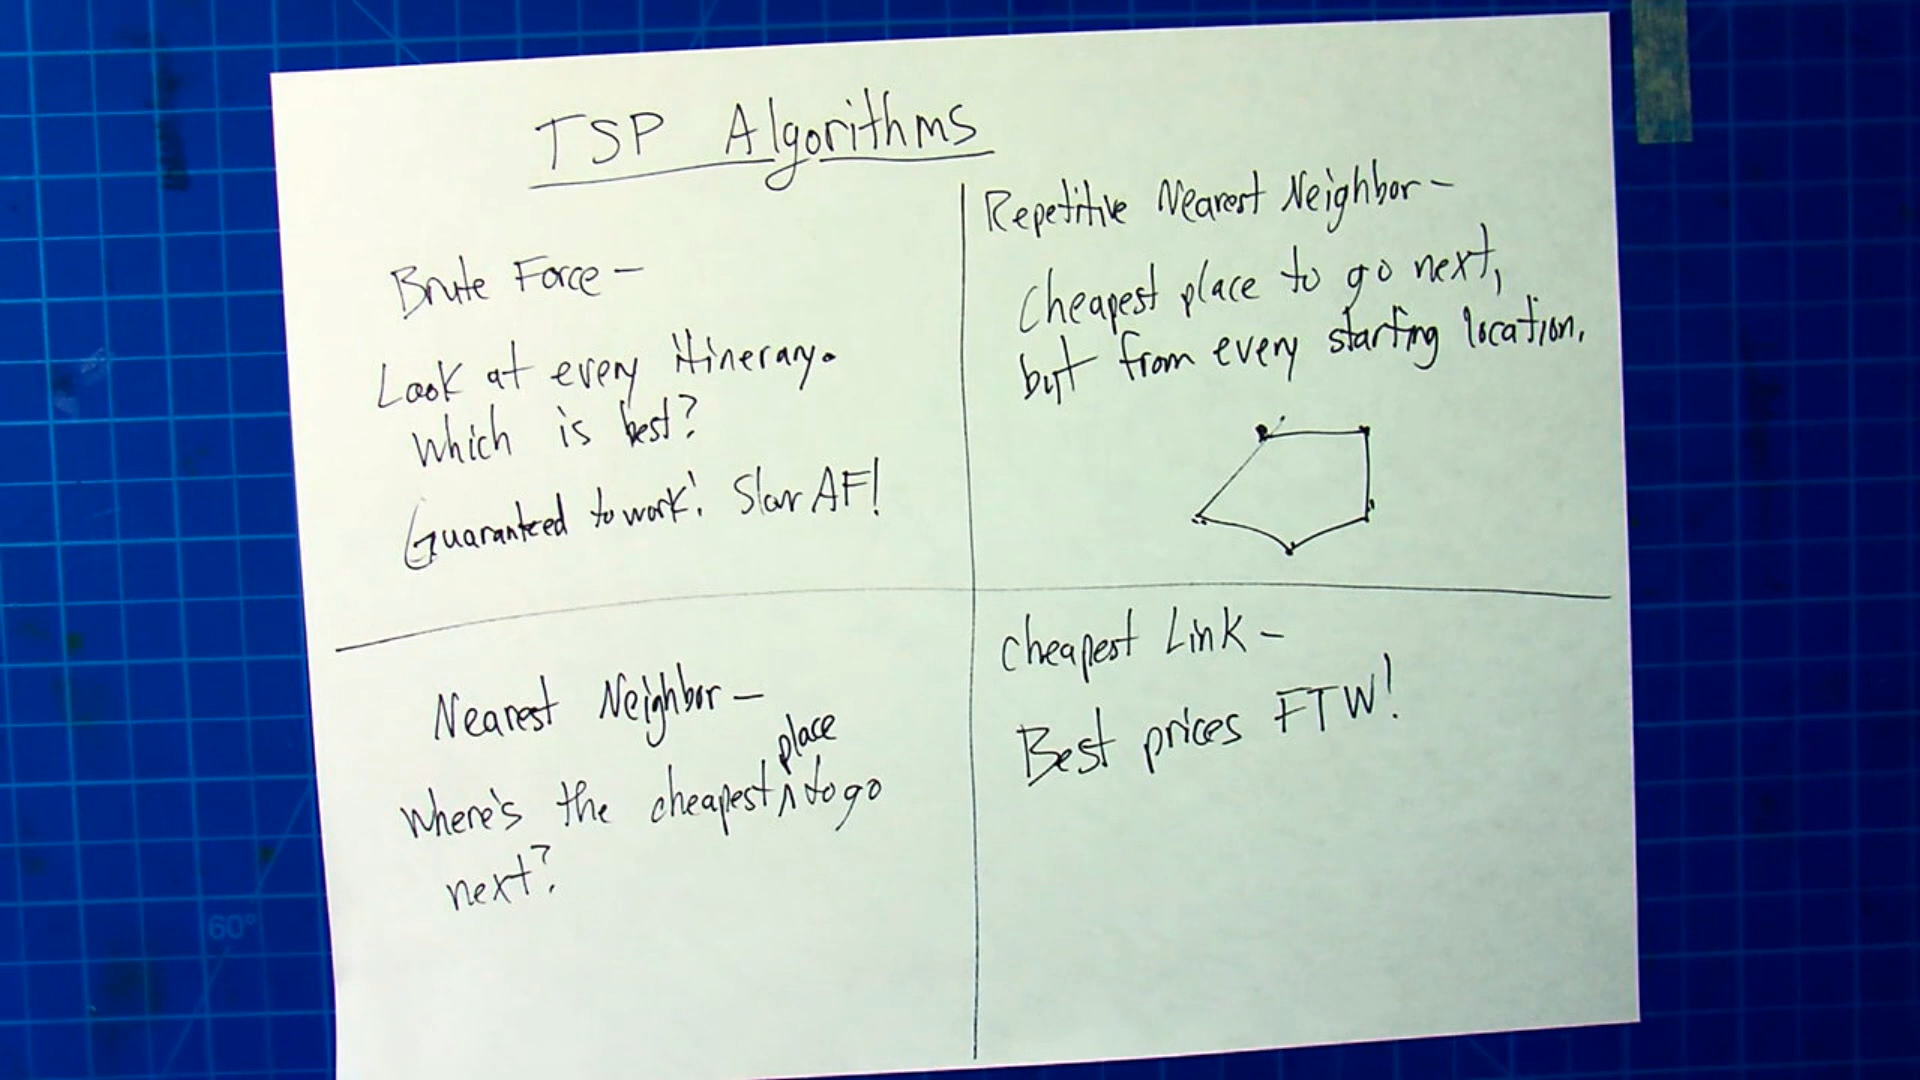 TSP Algorithms
Brute Force -
Look at every itinerary.
Which is best?
Guaranteed to work! Slow AF!
Nearest Neighbor -
Where's the cheapest place to go
next?
Repetitive Nearest Neighbor -
Cheapest place to go next,
but from every starting location.
Cheapest Link -
Best prices FTW!
60°